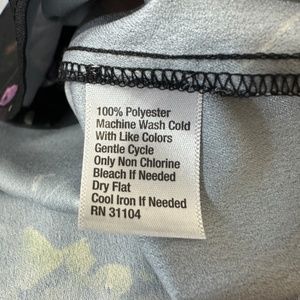 100% Polyester
Machine Wash Cold
With Like Colors
Gentle Cycle
Only Non Chlorine
Bleach If Needed
Dry Flat
Cool Iron If Needed
RN 31104